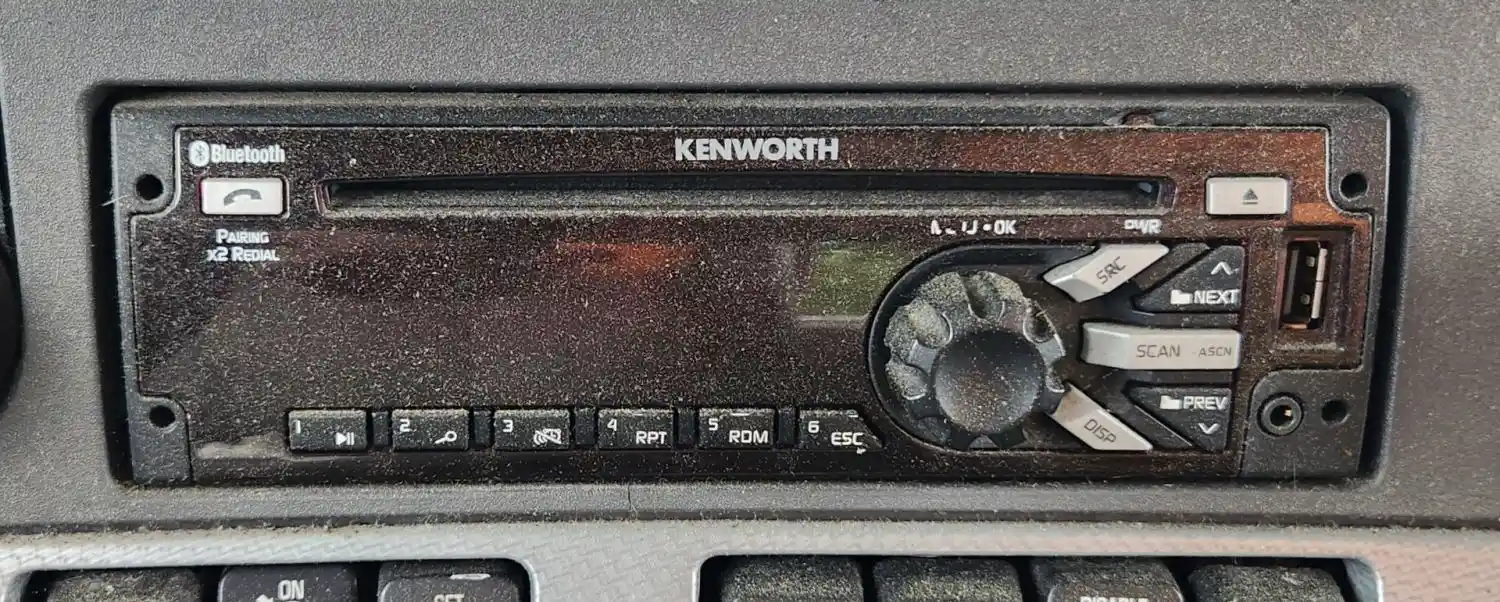 Bluetooth
KENWORTH
PAIRING
X2 REDIAL
OK
PWR
SRC
NEXT
SCAN - ASCN
PREV
DISP
1
2
3
4 RPT
5 RDM
6 ESC
ON